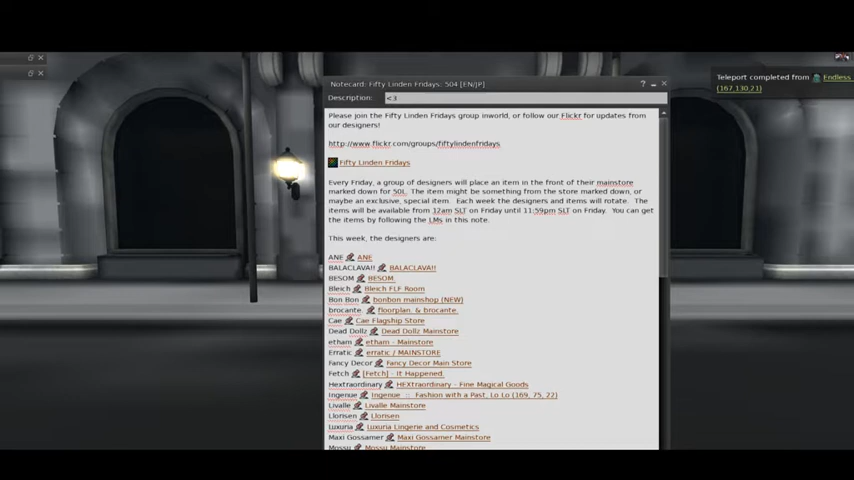 Notecard: Fifty Linden Fridays: 504 [EN/JP]
Description: <3
Teleport completed from Endless
(167,130,21)
Please join the Fifty Linden Fridays group inworld, or follow our Flickr for updates from
our designers!
http://www.flickr.com/groups/fiftylindenfridays
Fifty Linden Fridays
Every Friday, a group of designers will place an item in the front of their mainstore
marked down for 50L. The item might be something from the store marked down, or
maybe an exclusive, special item. Each week the designers and items will rotate. The
items will be available from 12am SLT on Friday until 11:59pm SLT on Friday. You can get
the items by following the LMs in this note.
This week, the designers are:
ANE ANE
BALACLAVA!! BALACLAVA!!
BESOM BESOM.
Bleich Bleich FLF Room
Bon Bon bonbon mainshop (NEW)
brocante. floorplan. & brocante.
Cae Cae Flagship Store
Dead Dollz Dead Dollz Mainstore
etham etham - Mainstore
Erratic erratic / MAINSTORE
Fancy Decor Fancy Decor Main Store
Fetch [Fetch] - It Happened.
Hextraordinary HEXtraordinary - Fine Magical Goods
Ingenue Ingenue :: Fashion with a Past, Lo Lo (169, 75, 22)
Livalle Livalle Mainstore
Llorisen Llorisen
Luxuria Luxuria Lingerie and Cosmetics
Maxi Gossamer Maxi Gossamer Mainstore
Mossu Mossu Mainstore